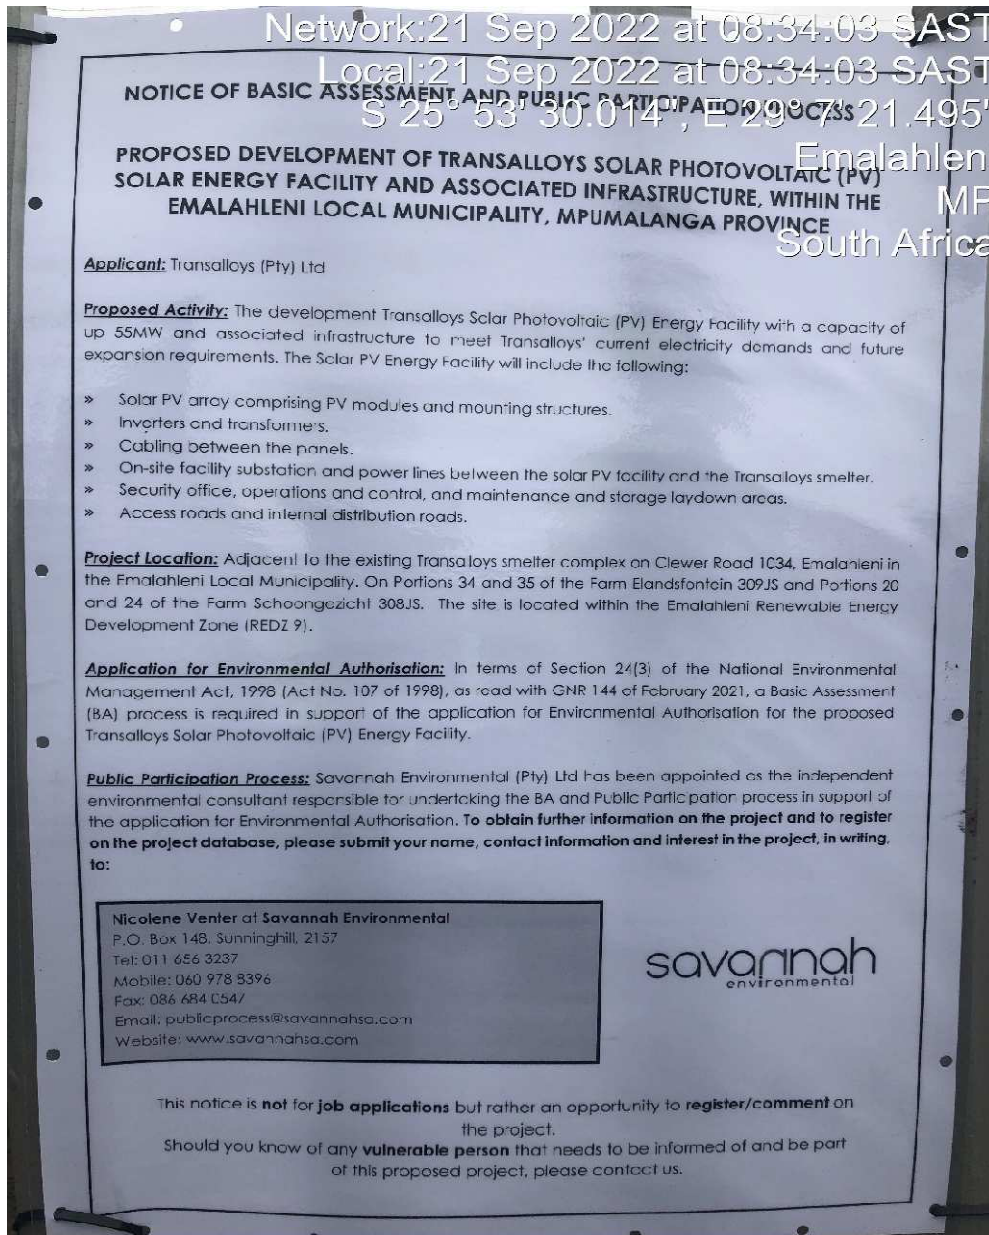 Network:21 Sep 2022 at 08:34:03 SAST
Local:21 Sep 2022 at 08:34:03 SAST
S 25° 53' 30.014", E 29° 7' 21.495"
Emalahleni
MP
South Africa
NOTICE OF BASIC ASSESSMENT AND PUBLIC PARTICIPATION PROCESS
PROPOSED DEVELOPMENT OF TRANSALLOYS SOLAR PHOTOVOLTAIC (PV)
SOLAR ENERGY FACILITY AND ASSOCIATED INFRASTRUCTURE, WITHIN THE
EMALAHLENI LOCAL MUNICIPALITY, MPUMALANGA PROVINCE
Applicant: Transalloys (Pty) Ltd
Proposed Activity: The development Transalloys Solar Photovoltaic (PV) Energy Facility with a capacity of
up 55MW and associated infrastructure to meet Transalloys' current electricity demands and future
expansion requirements. The Solar PV Energy Facility will include the following:
» Solar PV array comprising PV modules and mounting structures.
» Inverters and transformers.
» Cabling between the panels.
» On-site facility substation and power lines between the solar PV facility and the Transalloys smelter.
» Security office, operations and control, and maintenance and storage laydown areas.
» Access roads and internal distribution roads.
Project Location: Adjacent to the existing Transalloys smelter complex on Clewer Road 1034, Emalahleni in
the Emalahleni Local Municipality. On Portions 34 and 35 of the Farm Elandsfontein 309JS and Portions 20
and 24 of the Farm Schoongezicht 308JS. The site is located within the Emalahleni Renewable Energy
Development Zone (REDZ 9).
Application for Environmental Authorisation: In terms of Section 24(3) of the National Environmental
Management Act, 1998 (Act No. 107 of 1998), as read with GNR 144 of February 2021, a Basic Assessment
(BA) process is required in support of the application for Environmental Authorisation for the proposed
Transalloys Solar Photovoltaic (PV) Energy Facility.
Public Participation Process: Savannah Environmental (Pty) Ltd has been appointed as the independent
environmental consultant responsible for undertaking the BA and Public Participation process in support of
the application for Environmental Authorisation. To obtain further information on the project and to register
on the project database, please submit your name, contact information and interest in the project, in writing,
to:
Nicolene Venter at Savannah Environmental
P.O. Box 148, Sunninghill, 2157
Tel: 011 656 3237
Mobile: 060 978 8396
Fax: 086 684 0547
Email: publicprocess@savannahsa.com
Website: www.savannahsa.com
savannah
environmental
This notice is not for job applications but rather an opportunity to register/comment on
the project.
Should you know of any vulnerable person that needs to be informed of and be part
of this proposed project, please contact us.